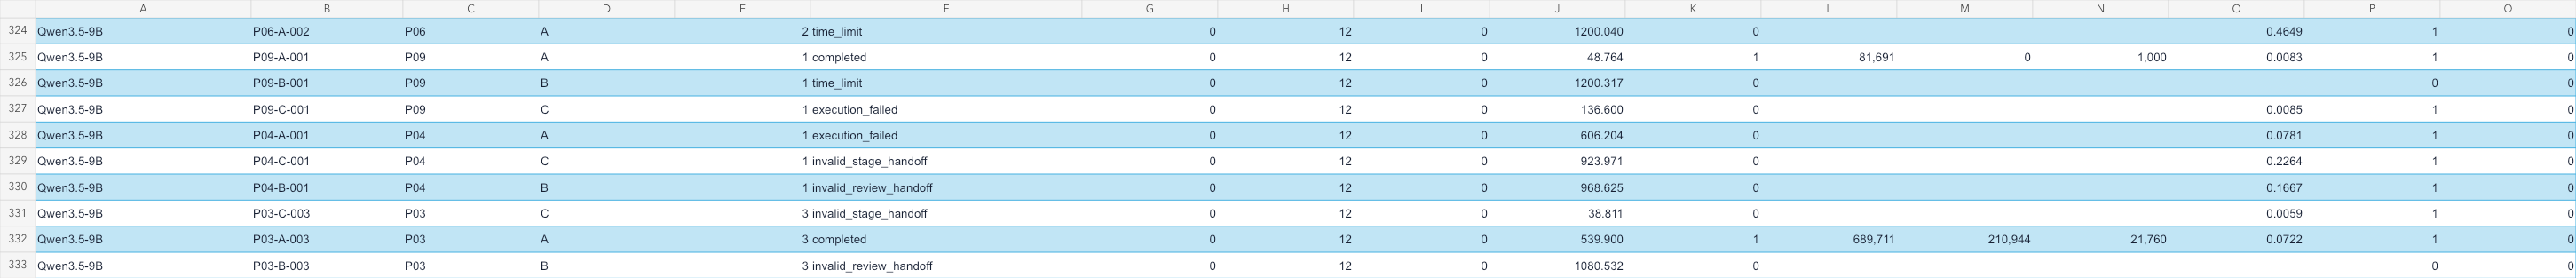 A B C D E F G H I J K L M N O P Q
324 Qwen3.5-9B P06-A-002 P06 A 2 time_limit 0 12 0 1200.040 0 0.4649 1 0
325 Qwen3.5-9B P09-A-001 P09 A 1 completed 0 12 0 48.764 1 81,691 0 1,000 0.0083 1 0
326 Qwen3.5-9B P09-B-001 P09 B 1 time_limit 0 12 0 1200.317 0 0 0
327 Qwen3.5-9B P09-C-001 P09 C 1 execution_failed 0 12 0 136.600 0 0.0085 1 0
328 Qwen3.5-9B P04-A-001 P04 A 1 execution_failed 0 12 0 606.204 0 0.0781 1 0
329 Qwen3.5-9B P04-C-001 P04 C 1 invalid_stage_handoff 0 12 0 923.971 0 0.2264 1 0
330 Qwen3.5-9B P04-B-001 P04 B 1 invalid_review_handoff 0 12 0 968.625 0 0.1667 1 0
331 Qwen3.5-9B P03-C-003 P03 C 3 invalid_stage_handoff 0 12 0 38.811 0 0.0059 1 0
332 Qwen3.5-9B P03-A-003 P03 A 3 completed 0 12 0 539.900 1 689,711 210,944 21,760 0.0722 1 0
333 Qwen3.5-9B P03-B-003 P03 B 3 invalid_review_handoff 0 12 0 1080.532 0 0 0